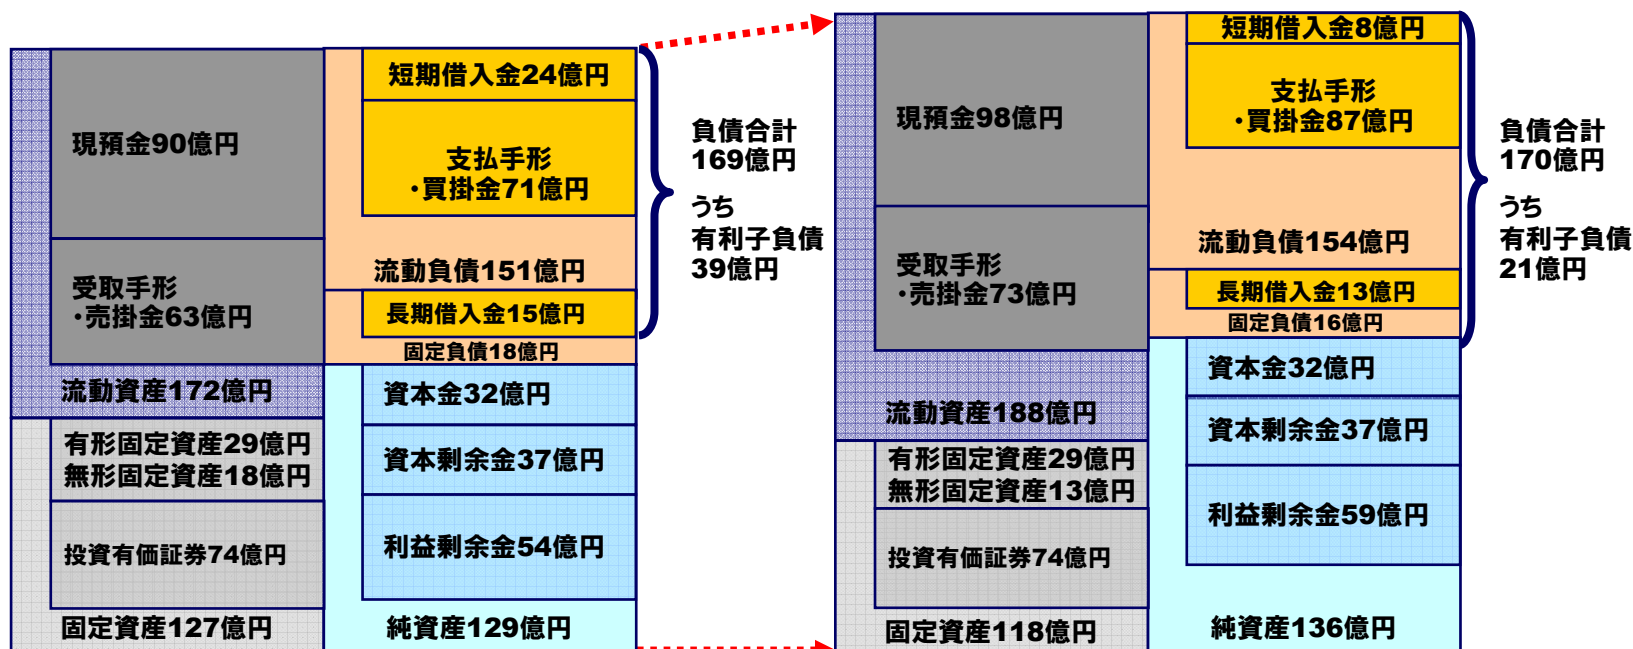 現預金90億円
受取手形
・売掛金63億円
流動資産172億円
有形固定資産29億円
無形固定資産18億円
投資有価証券74億円
固定資産127億円
短期借入金24億円
支払手形
・買掛金71億円
流動負債151億円
長期借入金15億円
固定負債18億円
資本金32億円
資本剰余金37億円
利益剰余金54億円
純資産129億円
負債合計
169億円
うち
有利子負債
39億円
現預金98億円
受取手形
・売掛金73億円
流動資産188億円
有形固定資産29億円
無形固定資産13億円
投資有価証券74億円
固定資産118億円
短期借入金8億円
支払手形
・買掛金87億円
流動負債154億円
長期借入金13億円
固定負債16億円
資本金32億円
資本剰余金37億円
利益剰余金59億円
純資産136億円
負債合計
170億円
うち
有利子負債
21億円